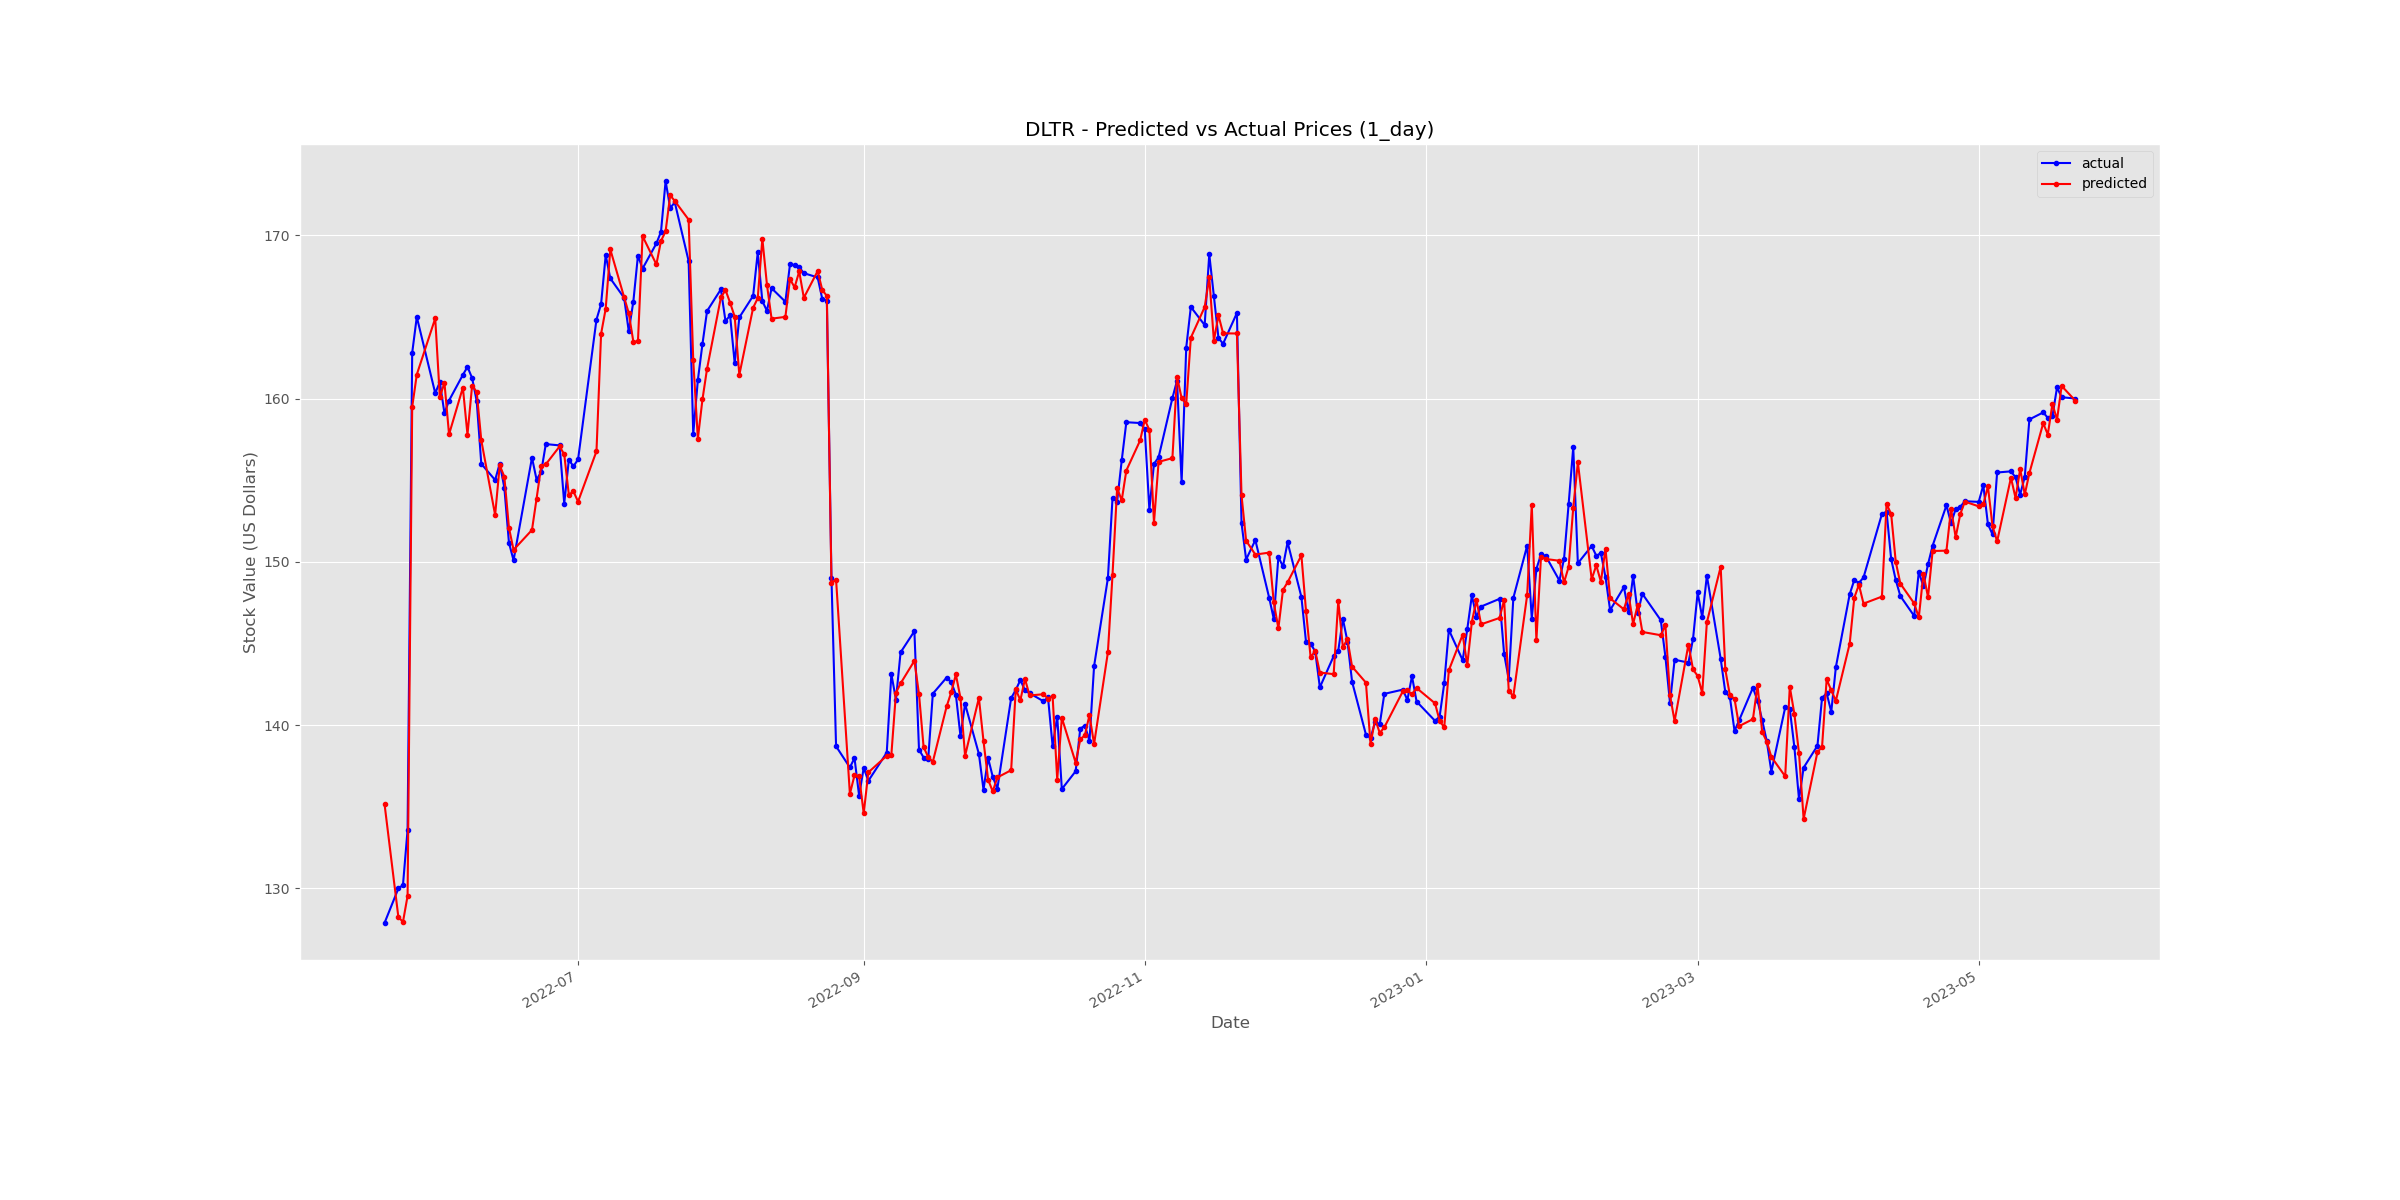 DLTR - Predicted vs Actual Prices (1_day)
actual
predicted
Stock Value (US Dollars)
170
160
150
140
130
2022-07
2022-09
2022-11
2023-01
2023-03
2023-05
Date